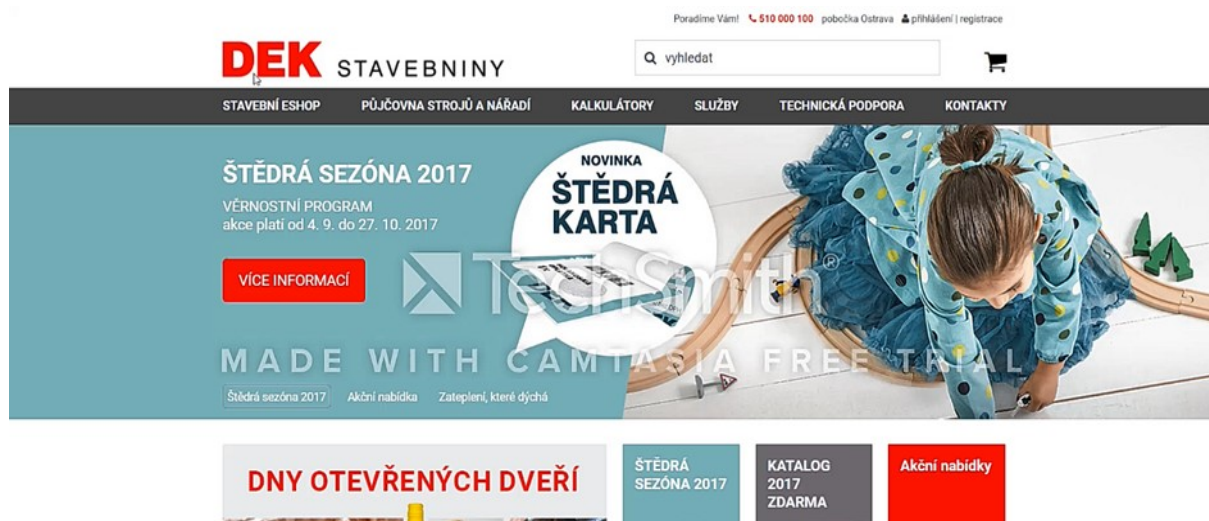 Poradíme Vám! 510 000 100 pobočka Ostrava přihlášení | registrace
DEK STAVEBNINY
vyhledat
STAVEBNÍ ESHOP PŮJČOVNA STROJŮ A NÁŘADÍ KALKULÁTORY SLUŽBY TECHNICKÁ PODPORA KONTAKTY
ŠTĚDRÁ SEZÓNA 2017
VĚRNOSTNÍ PROGRAM
akce platí od 4. 9. do 27. 10. 2017
VÍCE INFORMACÍ
NOVINKA
ŠTĚDRÁ
KARTA
TechSmith®
MADE WITH CAMTASIA FREE TRIAL
Štědrá sezóna 2017 Akční nabídka Zateplení, které dýchá
DNY OTEVŘENÝCH DVEŘÍ
ŠTĚDRÁ
SEZÓNA 2017
KATALOG
2017
ZDARMA
Akční nabídky